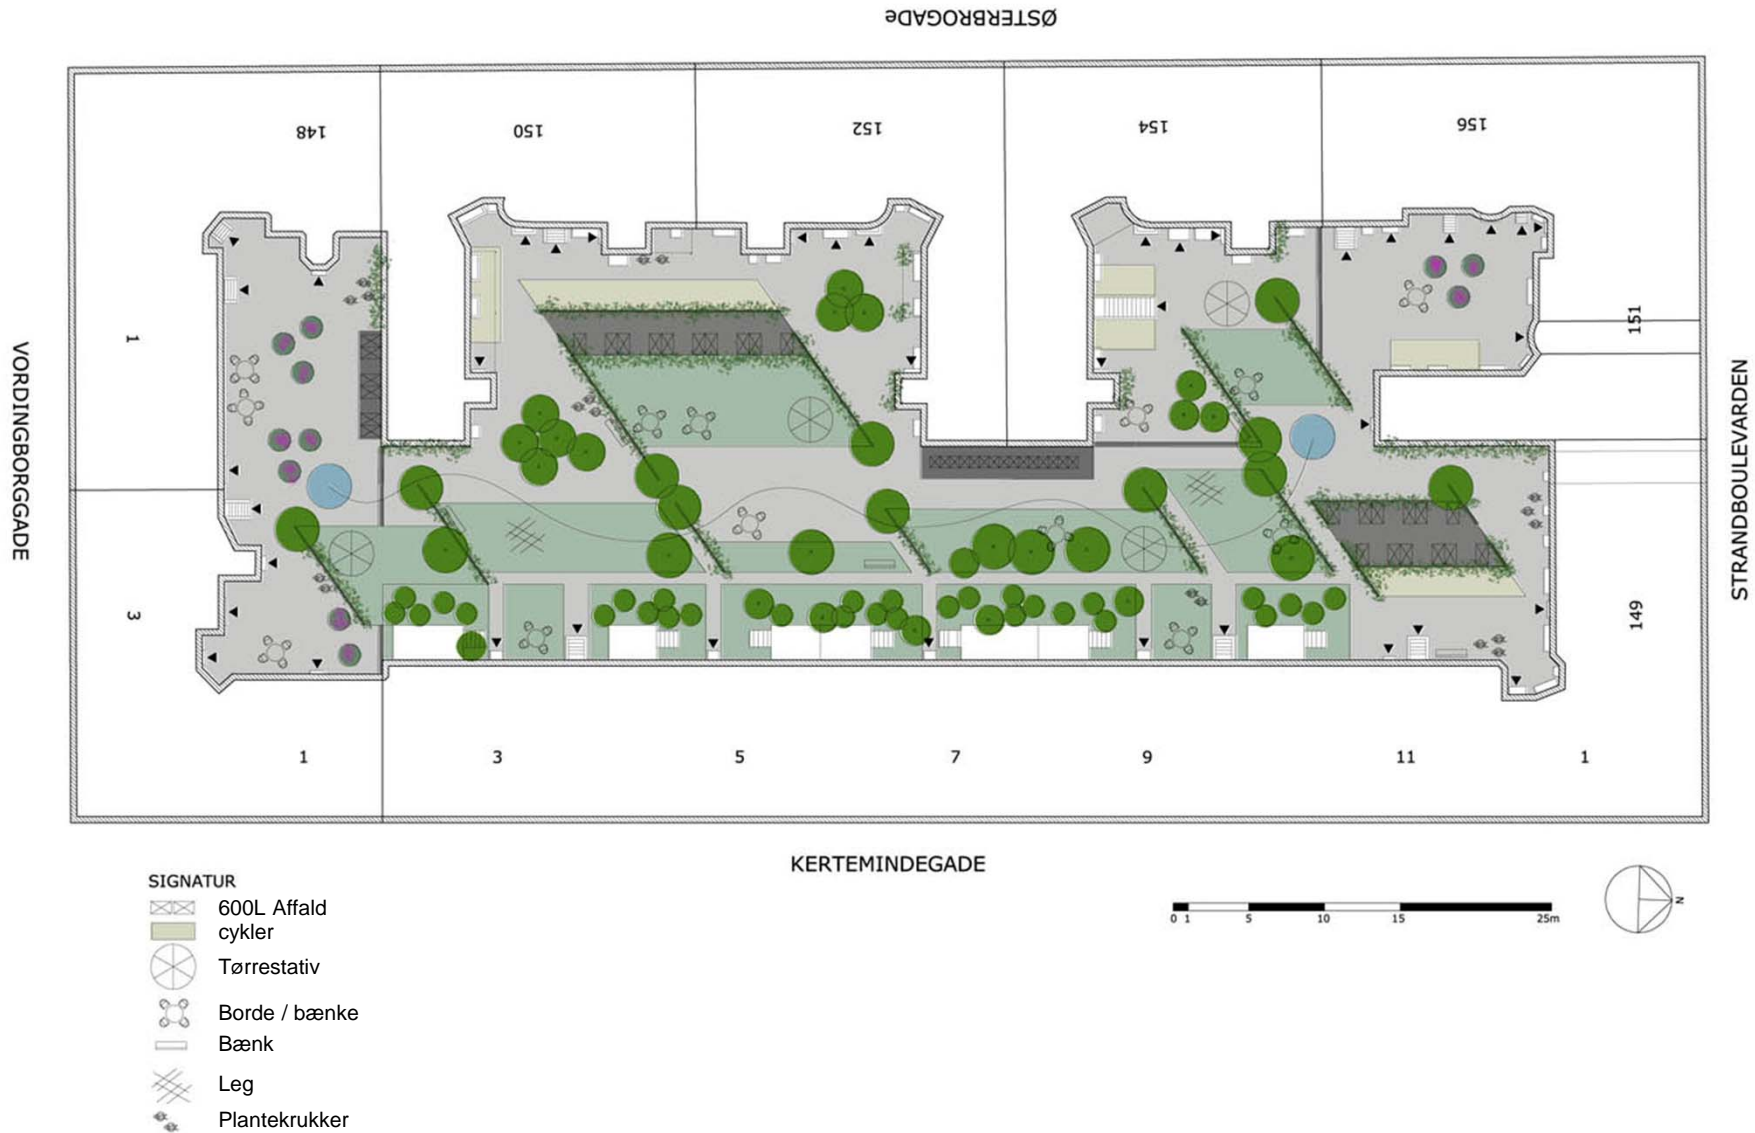 ØSTERBROGADe
148
150
152
154
156
1
151
VORDINGBORGGADE
STRANDBOULEVARDEN
3
149
1
3
5
7
9
11
1
KERTEMINDEGADE
SIGNATUR
600L Affald
cykler
Tørrestativ
Borde / bænke
Bænk
Leg
Plantekrukker
0 1 5 10 15 25m
N